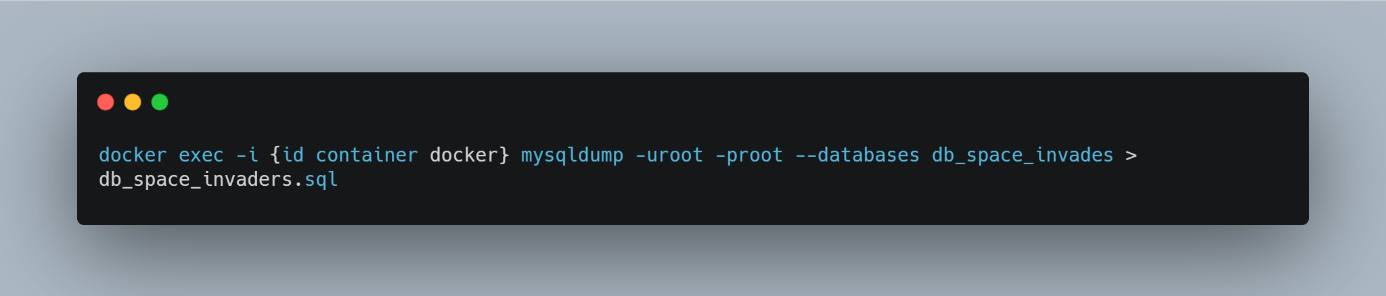 docker exec -i {id container docker} mysqldump -uroot -proot --databases db_space_invades >
db_space_invaders.sql